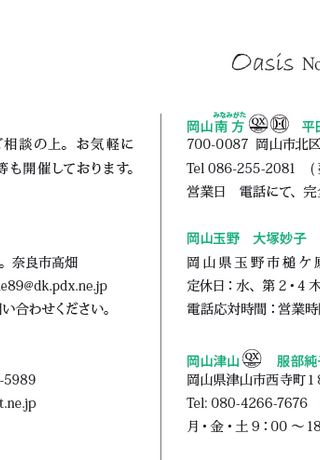 Oasis No
ご相談の上。お気軽に
等も開催しております。
。奈良市高畑
e89@dk.pdx.ne.jp
い合わせください。
-5989
t.ne.jp
みなみがた
岡山南方 QX 平田
700-0087 岡山市北区
Tel 086-255-2081 (
営業日 電話にて、完全
岡山玉野 大塚妙子
岡山県玉野市槌ケ原
定休日：水、第2・4木
電話応対時間：営業時間
岡山津山 QX 服部純子
岡山県津山市西寺町18
Tel: 080-4266-7676
月・金・土 9：00 ～ 18